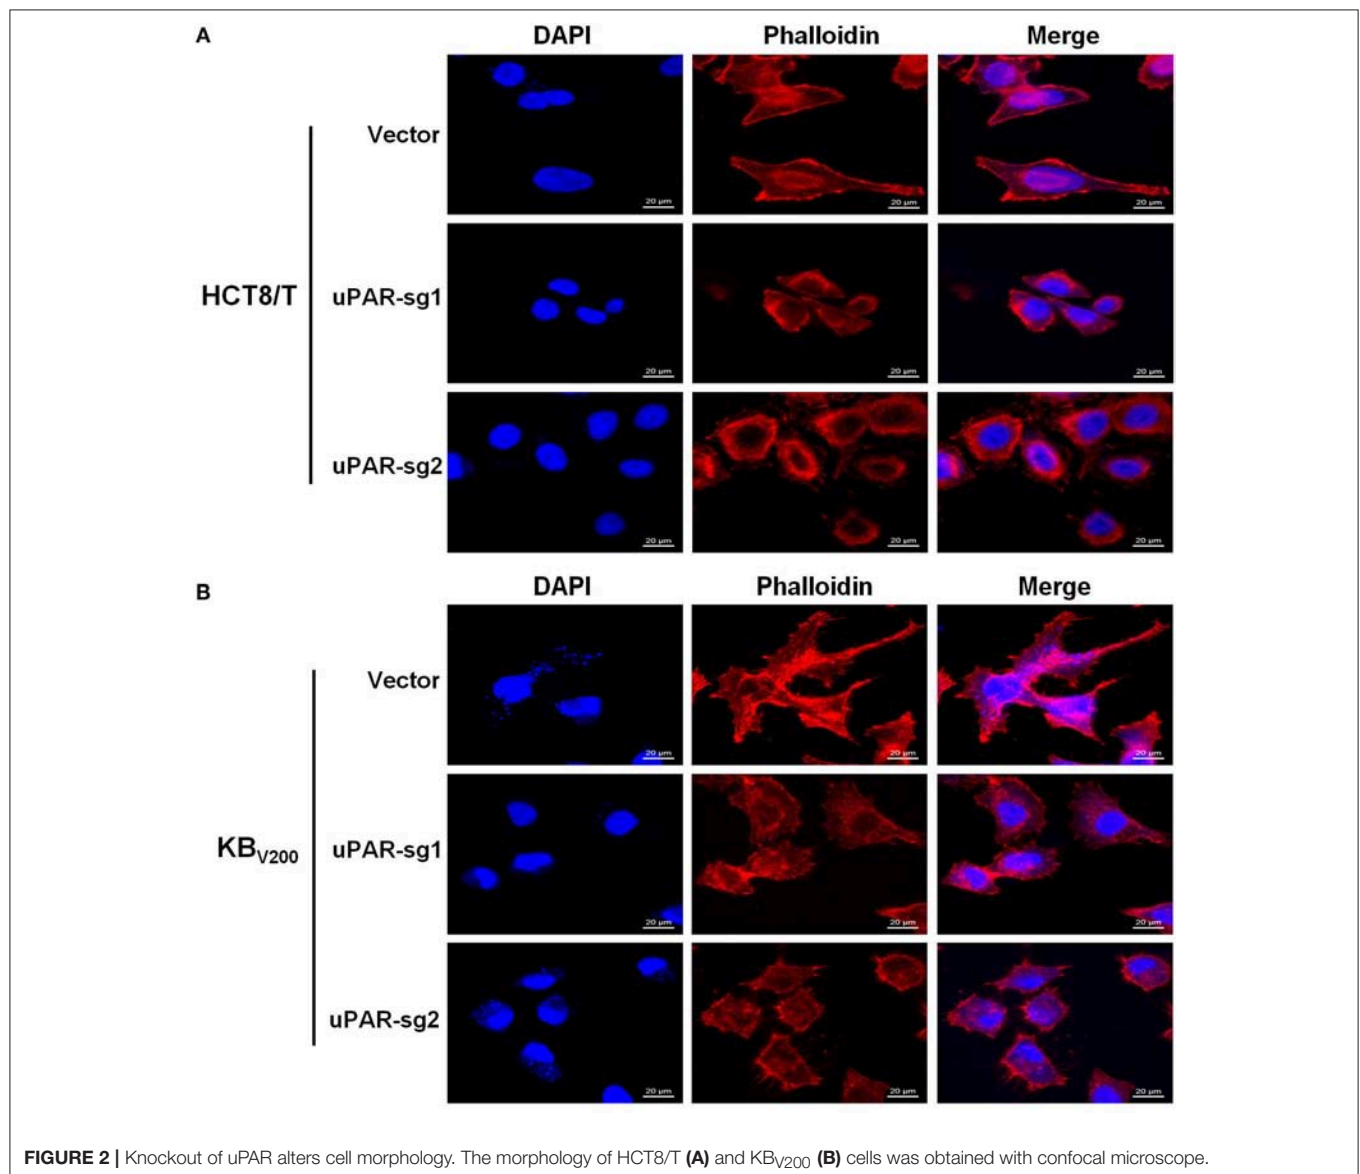 A
DAPI Phalloidin Merge
Vector
20 µm 20 µm 20 µm
HCT8/T
uPAR-sg1
20 µm 20 µm 20 µm
uPAR-sg2
20 µm 20 µm 20 µm
B
DAPI Phalloidin Merge
Vector
20 µm 20 µm 20 µm
KBV200
uPAR-sg1
20 µm 20 µm 20 µm
uPAR-sg2
20 µm 20 µm 20 µm
FIGURE 2 | Knockout of uPAR alters cell morphology. The morphology of HCT8/T (A) and KBV200 (B) cells was obtained with confocal microscope.